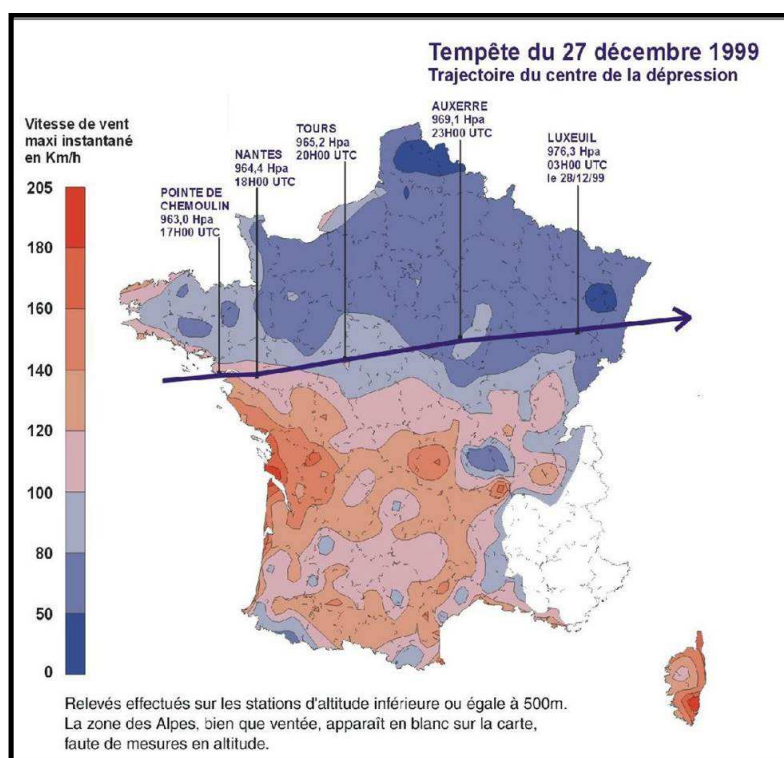 Tempête du 27 décembre 1999
Trajectoire du centre de la dépression
Vitesse de vent
maxi instantané
en Km/h
205
180
160
140
120
100
80
50
0
POINTE DE
CHEMOULIN
963,0 Hpa
17H00 UTC
NANTES
964,4 Hpa
18H00 UTC
TOURS
965,2 Hpa
20H00 UTC
AUXERRE
969,1 Hpa
23H00 UTC
LUXEUIL
976,3 Hpa
03H00 UTC
le 28/12/99
Relevés effectués sur les stations d'altitude inférieure ou égale à 500m.
La zone des Alpes, bien que ventée, apparaît en blanc sur la carte,
faute de mesures en altitude.